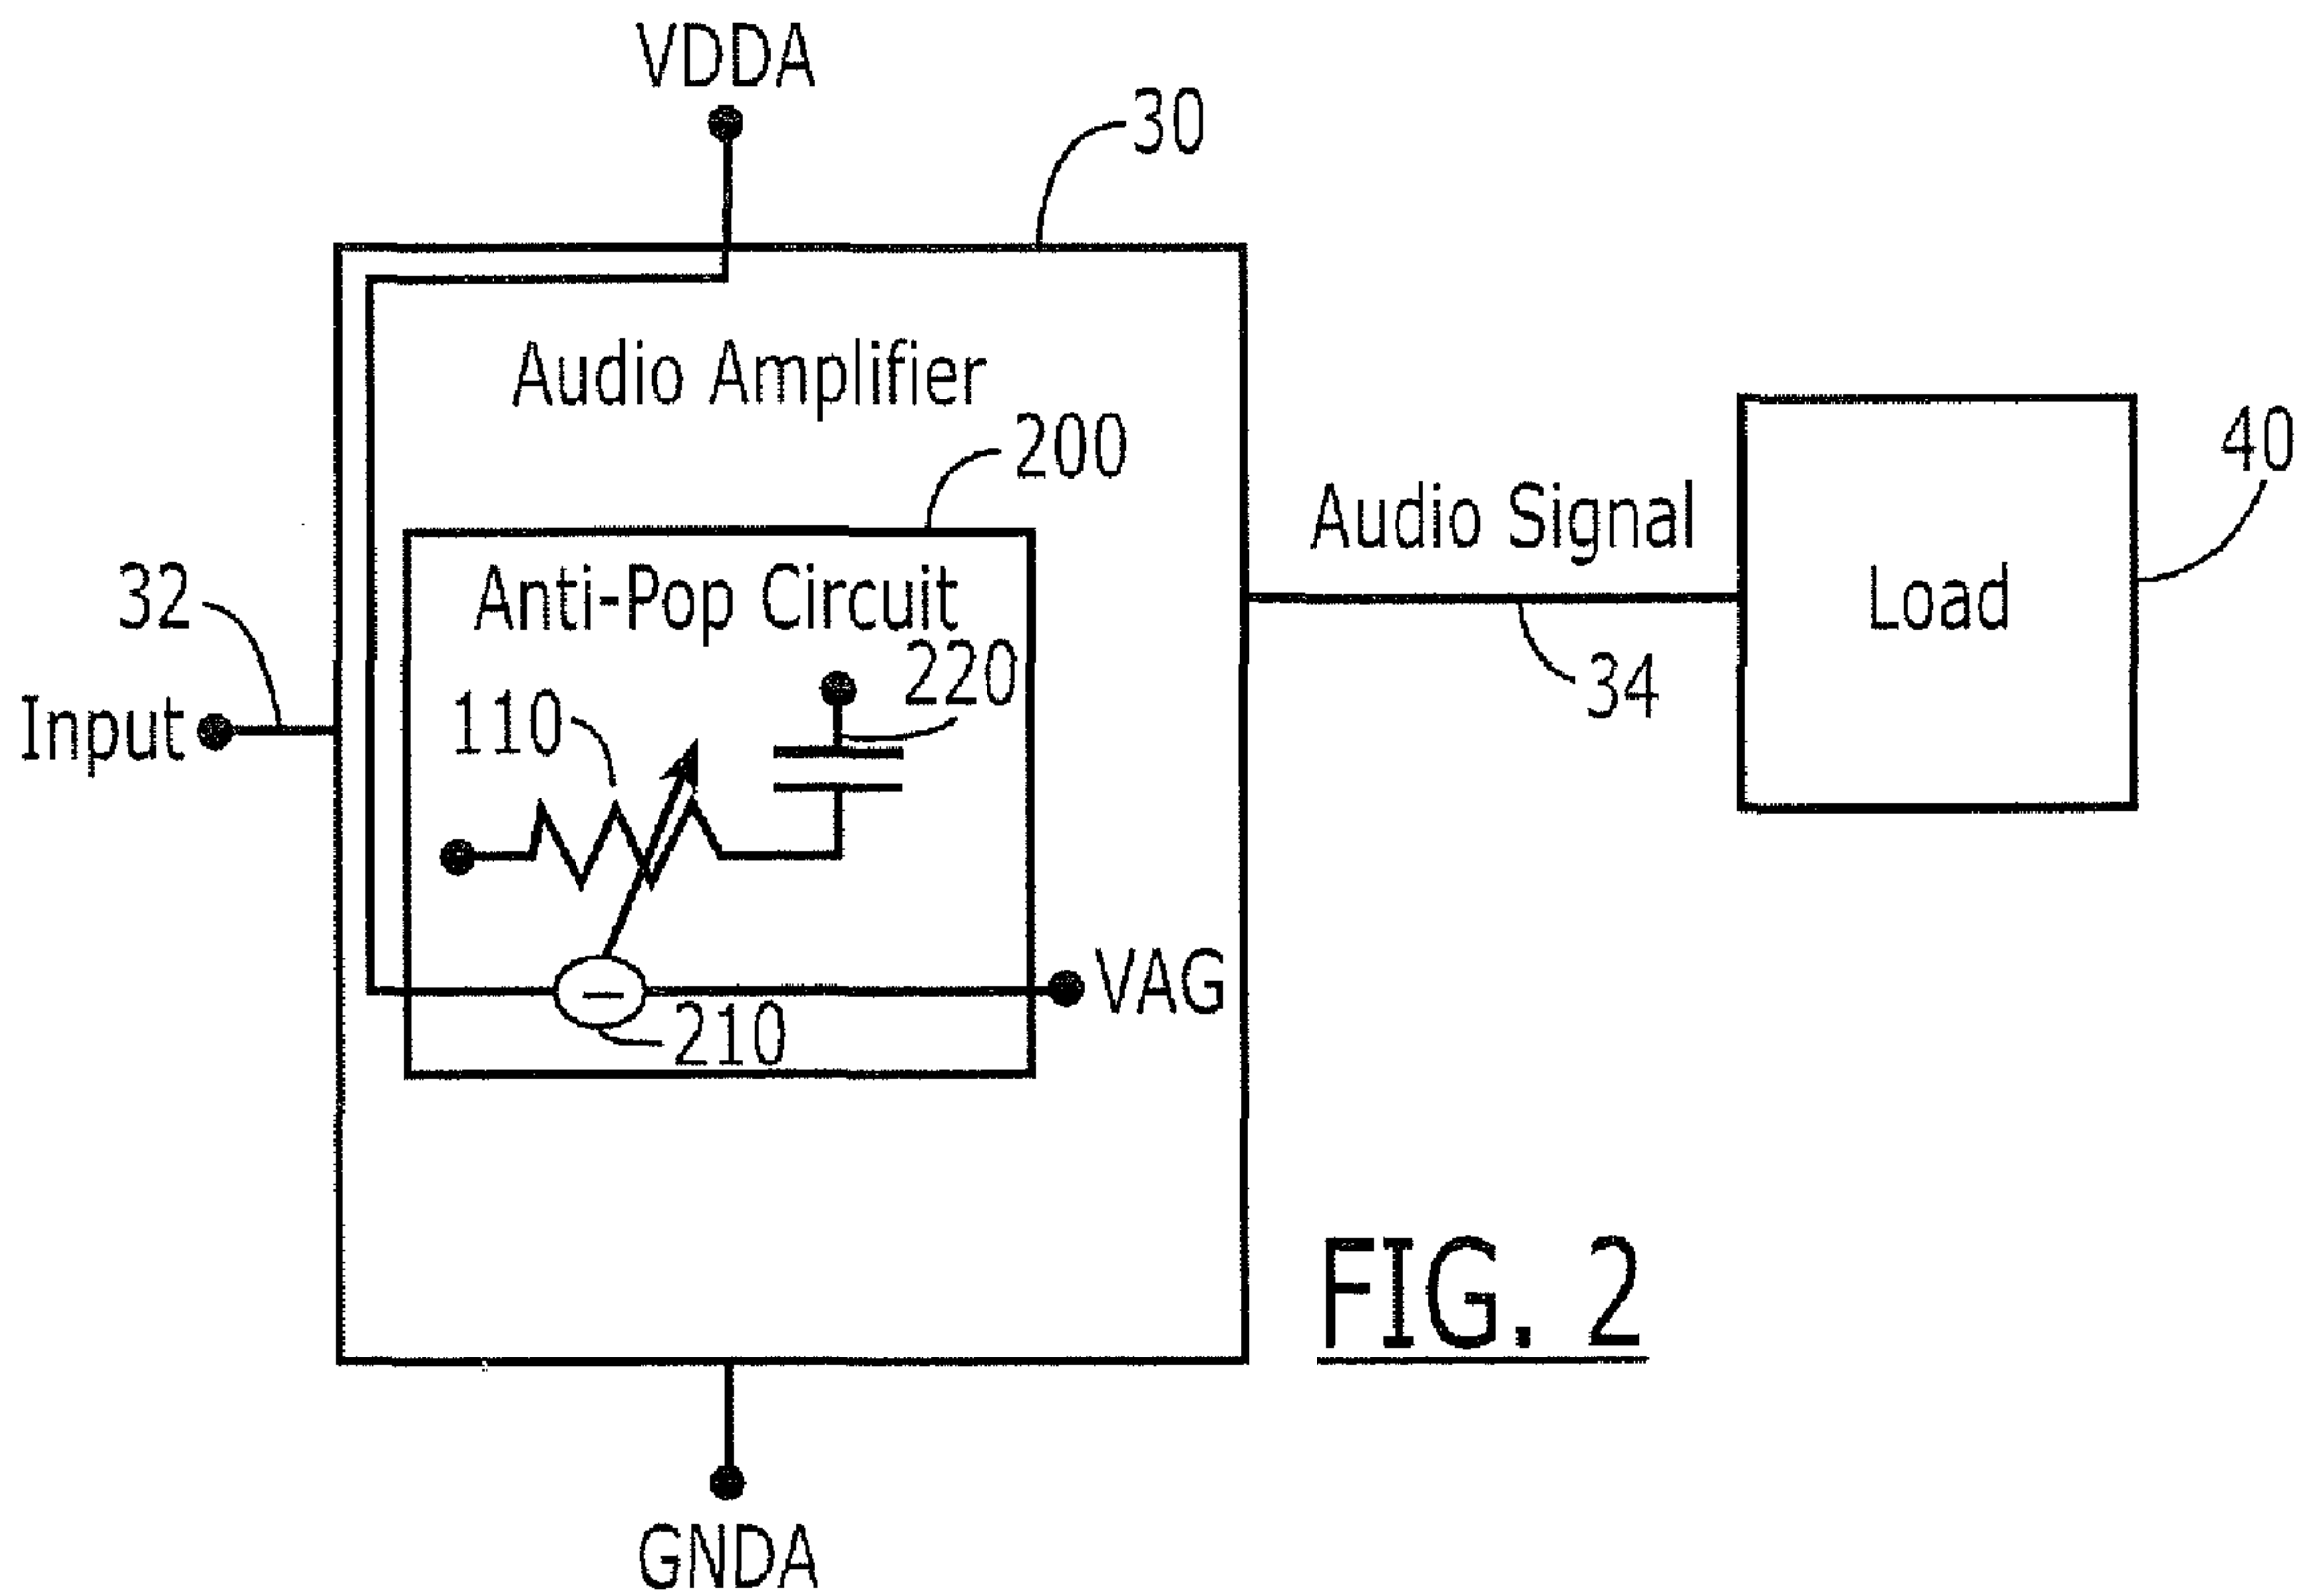 VDDA
30
Audio Amplifier
200
40
Audio Signal
32
Anti-Pop Circuit
Load
220
34
110
Input
VAG
210
FIG. 2
GNDA